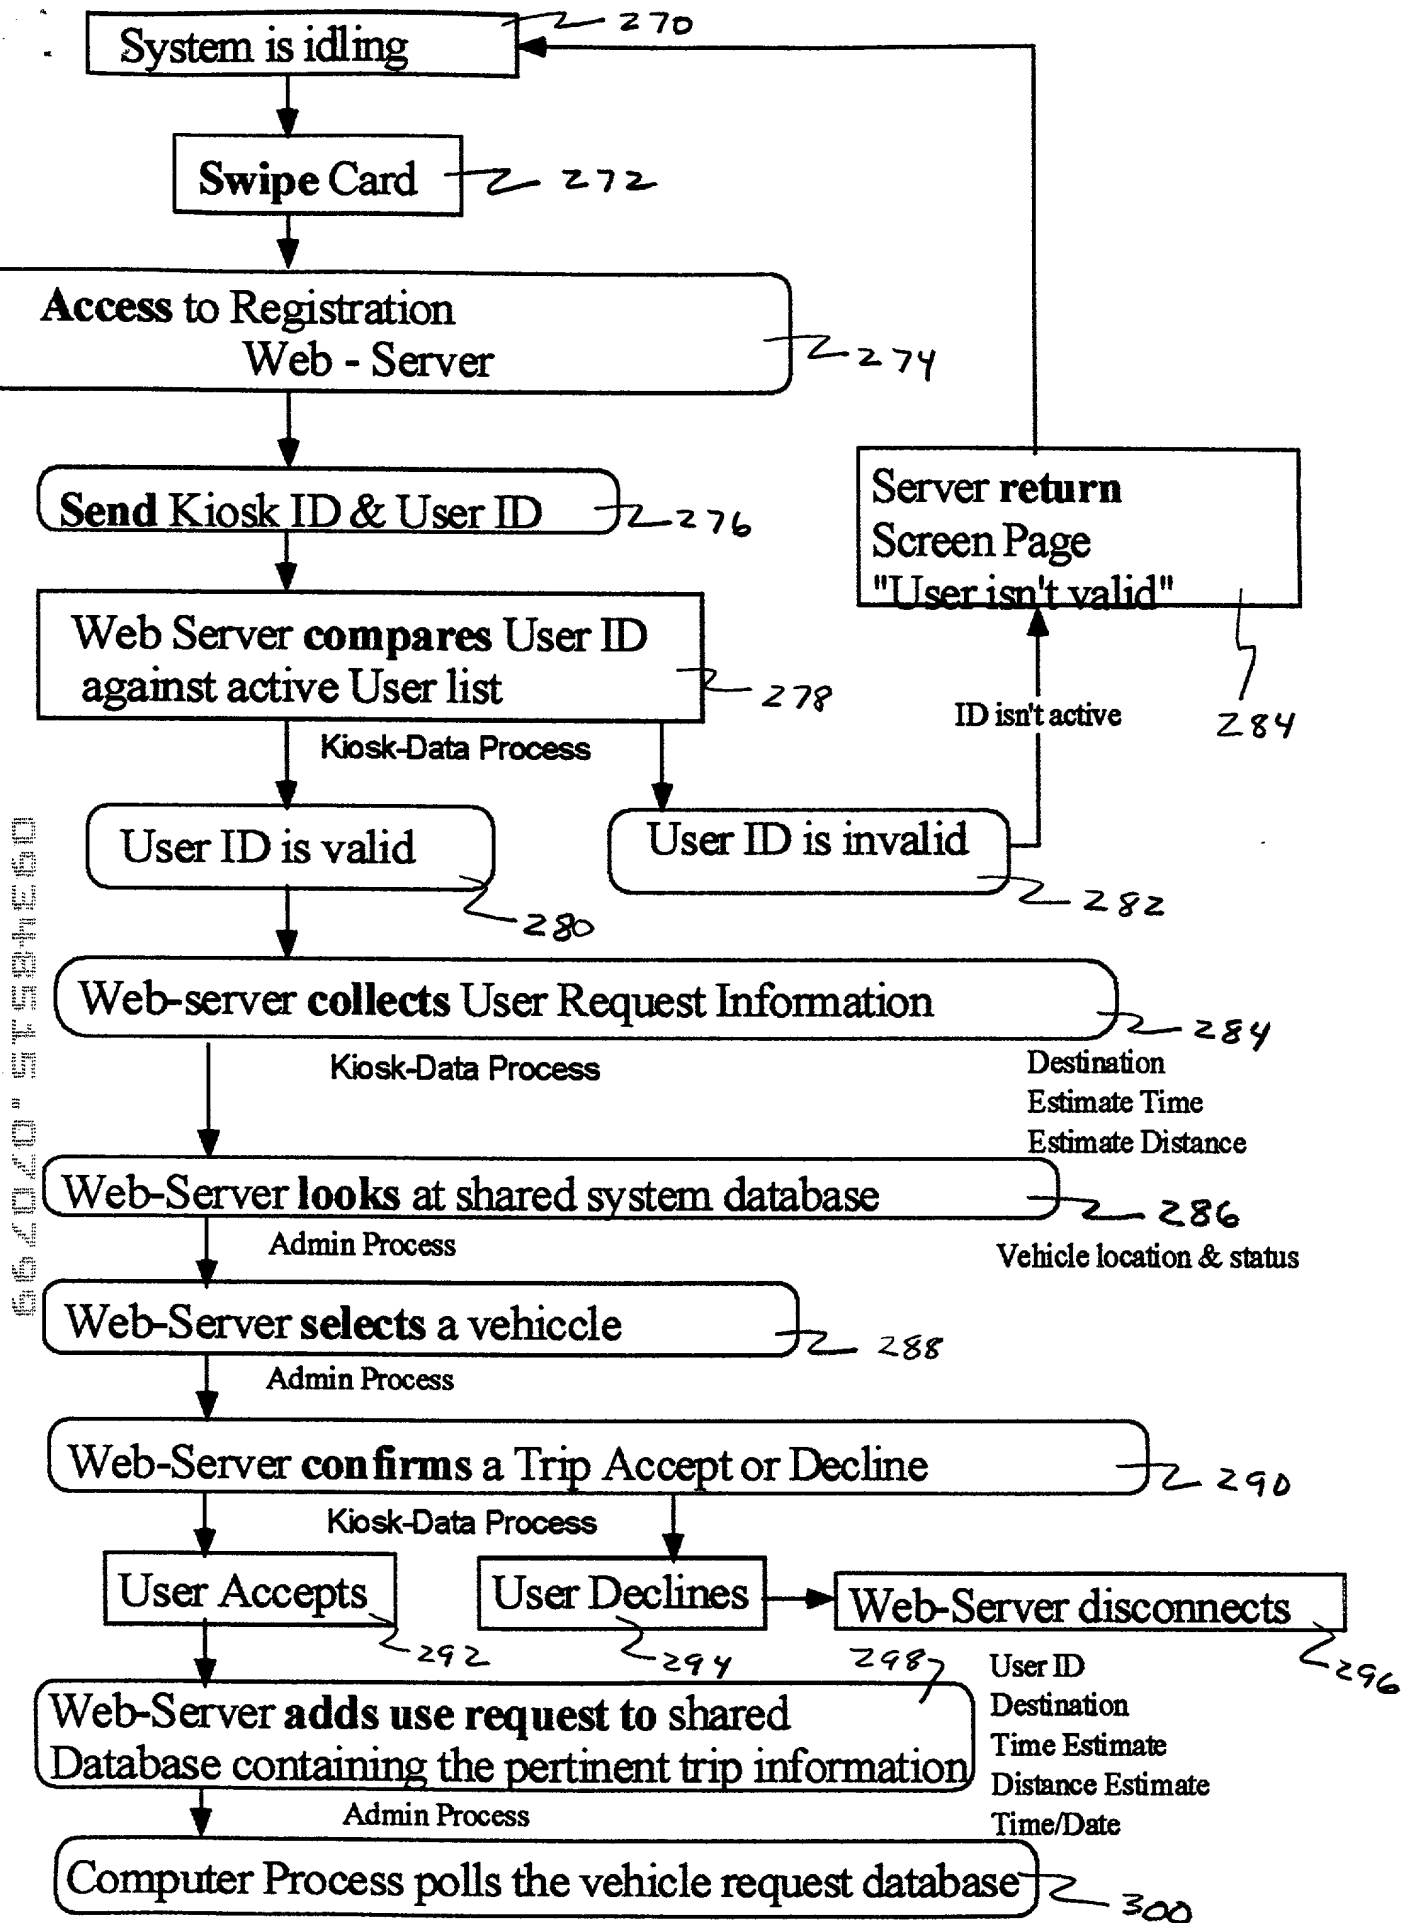 System is idling
270
Swipe Card
272
Access to Registration
Web - Server
274
Send Kiosk ID & User ID
276
Server return
Screen Page
"User isn't valid"
284
Web Server compares User ID
against active User list
278
ID isn't active
Kiosk-Data Process
User ID is valid
280
User ID is invalid
282
Web-server collects User Request Information
284
Kiosk-Data Process
Destination
Estimate Time
Estimate Distance
Web-Server looks at shared system database
286
Admin Process
Vehicle location & status
Web-Server selects a vehiccle
288
Admin Process
Web-Server confirms a Trip Accept or Decline
290
Kiosk-Data Process
User Accepts
292
User Declines
294
Web-Server disconnects
296
298
Web-Server adds use request to shared
Database containing the pertinent trip information
User ID
Destination
Time Estimate
Distance Estimate
Time/Date
Admin Process
Computer Process polls the vehicle request database
300